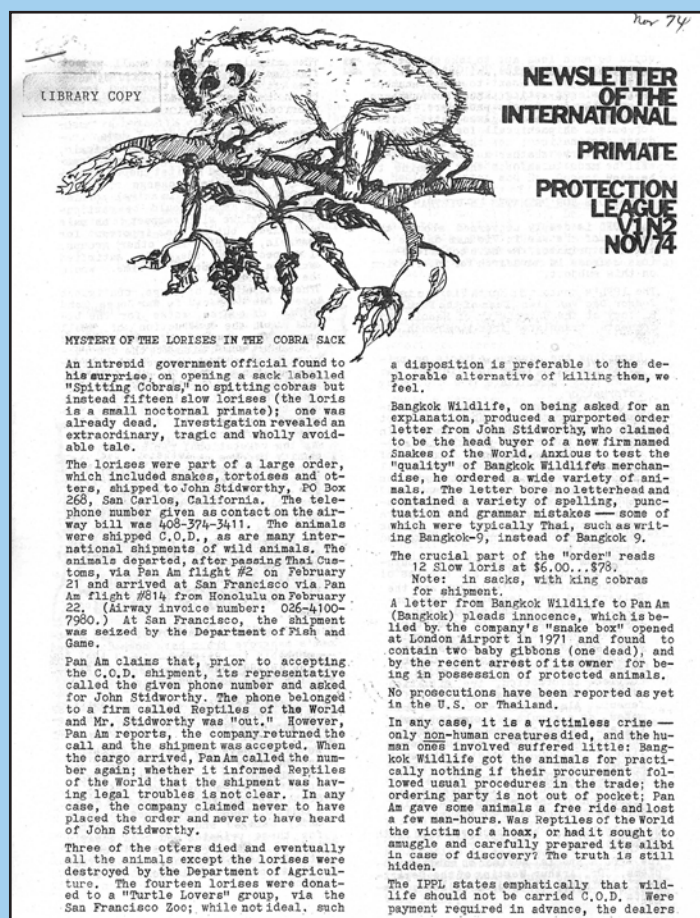 Nov 74
LIBRARY COPY
NEWSLETTER
OF THE
INTERNATIONAL
PRIMATE
PROTECTION
LEAGUE
V1 N2
NOV 74
MYSTERY OF THE LORISES IN THE COBRA SACK
An intrepid government official found to
his surprise, on opening a sack labelled
"Spitting Cobras," no spitting cobras but
instead fifteen slow lorises (the loris
is a small noctornal primate); one was
already dead. Investigation revealed an
extraordinary, tragic and wholly avoid-
able tale.
The lorises were part of a large order,
which included snakes, tortoises and ot-
ters, shipped to John Stidworthy, PO Box
268, San Carlos, California. The tele-
phone number given as contact on the air-
way bill was 408-374-3411. The animals
were shipped C.O.D., as are many inter-
national shipments of wild animals. The
animals departed, after passing Thai Cus-
toms, via Pan Am flight #2 on February
21 and arrived at San Francisco via Pan
Am flight #814 from Honolulu on February
22. (Airway invoice number: 026-4100-
7980.) At San Francisco, the shipment
was seized by the Department of Fish and
Game.
Pan Am claims that, prior to accepting
the C.O.D. shipment, its representative
called the given phone number and asked
for John Stidworthy. The phone belonged
to a firm called Reptiles of the World
and Mr. Stidworthy was "out." However,
Pan Am reports, the company returned the
call and the shipment was accepted. When
the cargo arrived, Pan Am called the num-
ber again; whether it informed Reptiles
of the World that the shipment was hav-
ing legal troubles is not clear. In any
case, the company claimed never to have
placed the order and never to have heard
of John Stidworthy.
Three of the otters died and eventually
all the animals except the lorises were
destroyed by the Department of Agricul-
ture. The fourteen lorises were donat-
ed to a "Turtle Lovers" group, via the
San Francisco Zoo; while not ideal, such
a disposition is preferable to the de-
plorable alternative of killing them, we
feel.
Bangkok Wildlife, on being asked for an
explanation, produced a purported order
letter from John Stidworthy, who claimed
to be the head buyer of a new firm named
Snakes of the World. Anxious to test the
"quality" of Bangkok Wildlife's merchan-
dise, he ordered a wide variety of ani-
mals. The letter bore no letterhead and
contained a variety of spelling, punc-
tuation and grammar mistakes — some of
which were typically Thai, such as writ-
ing Bangkok-9, instead of Bangkok 9.
The crucial part of the "order" reads
12 Slow loris at $6.00...$78.
Note: in sacks, with king cobras
for shipment.
A letter from Bangkok Wildlife to Pan Am
(Bangkok) pleads innocence, which is be-
lied by the company's "snake box" opened
at London Airport in 1971 and found to
contain two baby gibbons (one dead), and
by the recent arrest of its owner for be-
ing in possession of protected animals.
No prosecutions have been reported as yet
in the U.S. or Thailand.
In any case, it is a victimless crime —
only non-human creatures died, and the hu-
man ones involved suffered little: Bang-
kok Wildlife got the animals for practi-
cally nothing if their procurement fol-
lowed usual procedures in the trade; the
ordering party is not out of pocket; Pan
Am gave some animals a free ride and lost
a few man-hours. Was Reptiles of the World
the victim of a hoax, or had it sought to
smuggle and carefully prepared its alibi
in case of discovery? The truth is still
hidden.
The IPPL states emphatically that wild-
life should not be carried C.O.D. Were
payment required in advance, the dealers